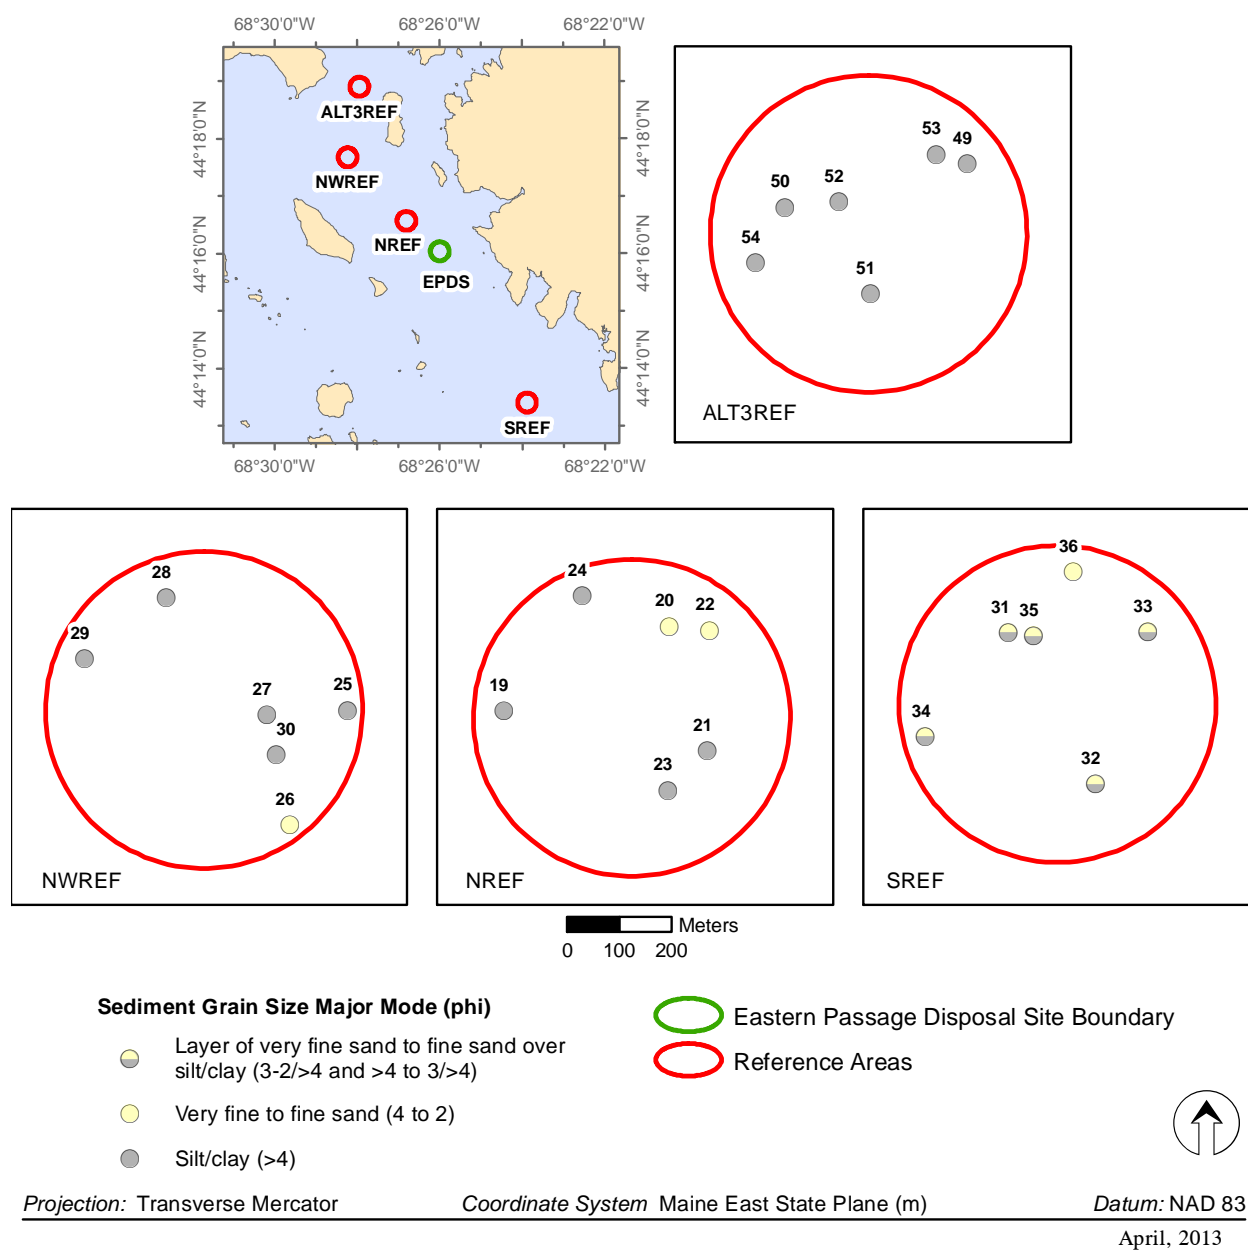 68°30'0"W 68°26'0"W 68°22'0"W
44°18'0"N 44°18'0"N
44°16'0"N 44°16'0"N
44°14'0"N 44°14'0"N
ALT3REF
NWREF
NREF
EPDS
SREF
68°30'0"W 68°26'0"W 68°22'0"W
53 49
52
50
54
51
ALT3REF
28
29
27 25
30
26
NWREF
24
20 22
19
21
23
NREF
36
31 35 33
34
32
SREF
Meters
0 100 200
Sediment Grain Size Major Mode (phi)
Layer of very fine sand to fine sand over
silt/clay (3-2/>4 and >4 to 3/>4)
Very fine to fine sand (4 to 2)
Silt/clay (>4)
Eastern Passage Disposal Site Boundary
Reference Areas
Projection: Transverse Mercator Coordinate System Maine East State Plane (m) Datum: NAD 83
April, 2013